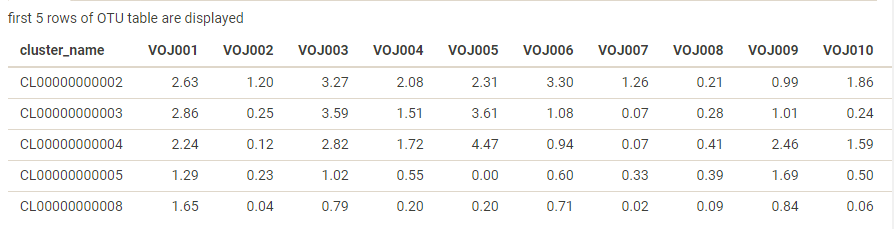 first 5 rows of OTU table are displayed
cluster_name VOJ001 VOJ002 VOJ003 VOJ004 VOJ005 VOJ006 VOJ007 VOJ008 VOJ009 VOJ010
CL00000000002 2.63 1.20 3.27 2.08 2.31 3.30 1.26 0.21 0.99 1.86
CL00000000003 2.86 0.25 3.59 1.51 3.61 1.08 0.07 0.28 1.01 0.24
CL00000000004 2.24 0.12 2.82 1.72 4.47 0.94 0.07 0.41 2.46 1.59
CL00000000005 1.29 0.23 1.02 0.55 0.00 0.60 0.33 0.39 1.69 0.50
CL00000000008 1.65 0.04 0.79 0.20 0.20 0.71 0.02 0.09 0.84 0.06